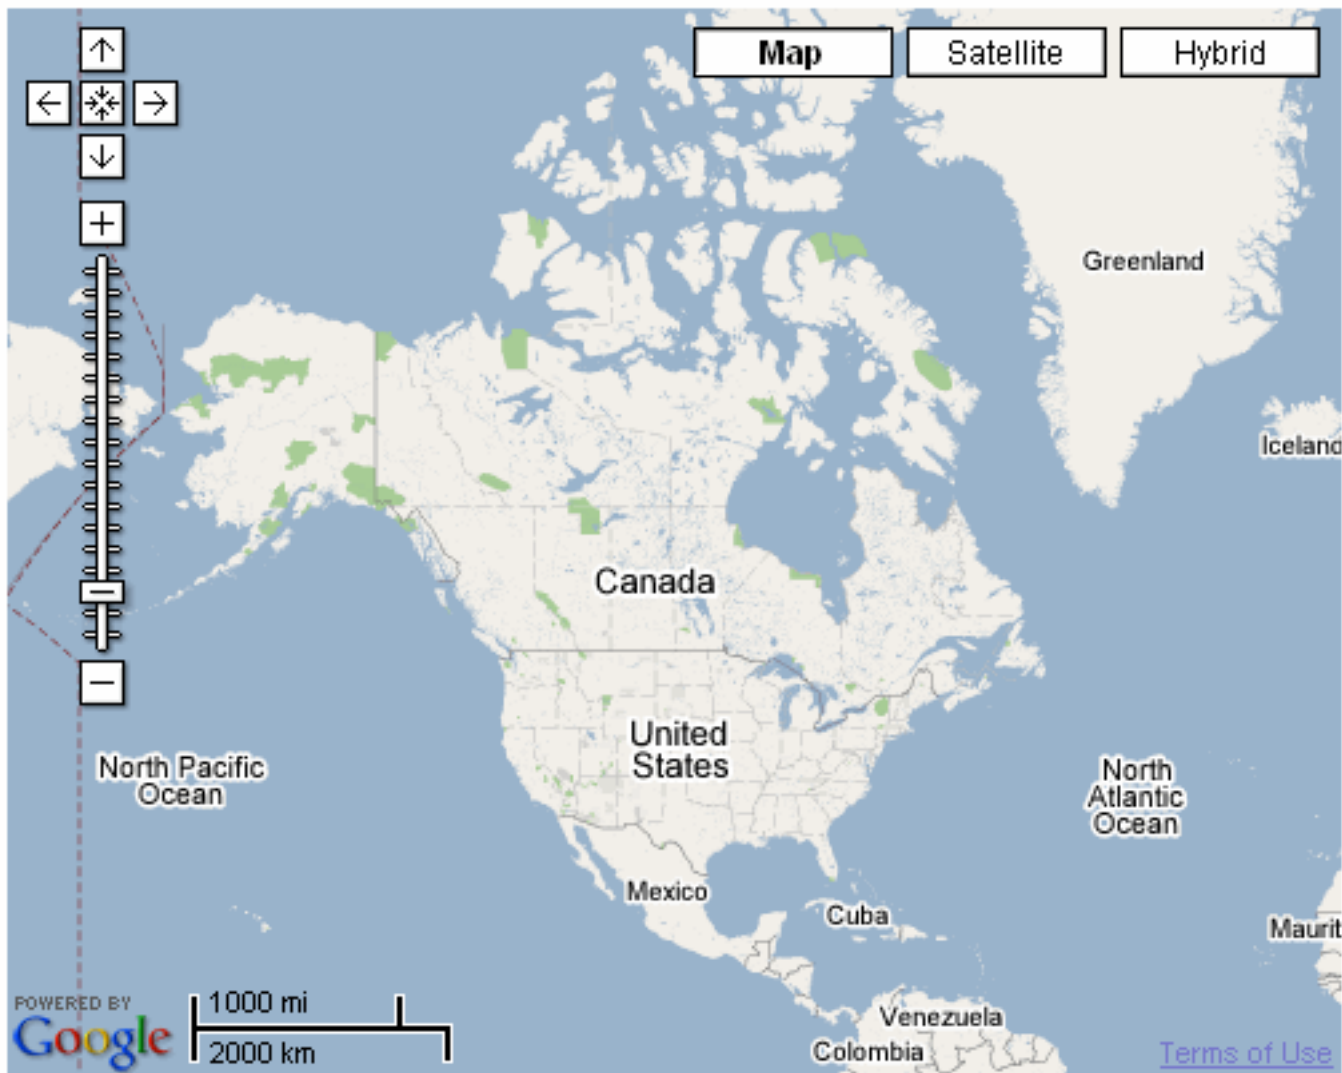 Map
Satellite
Hybrid
Greenland
Iceland
Canada
United
States
North Pacific
Ocean
North
Atlantic
Ocean
Mexico
Cuba
Maurit
POWERED BY
Google
1000 mi
2000 km
Venezuela
Colombia
Terms of Use